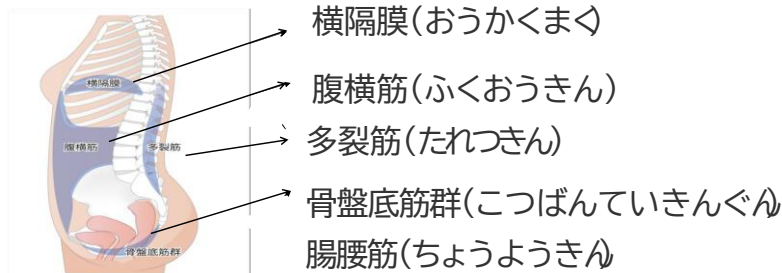 横隔膜(おうかくまく)
横隔膜
腹横筋(ふくおうきん)
腹横筋
多裂筋
多裂筋(たれつきん)
骨盤底筋群(こつばんていきんぐん)
骨盤底筋群
腸腰筋(ちょうようきん)